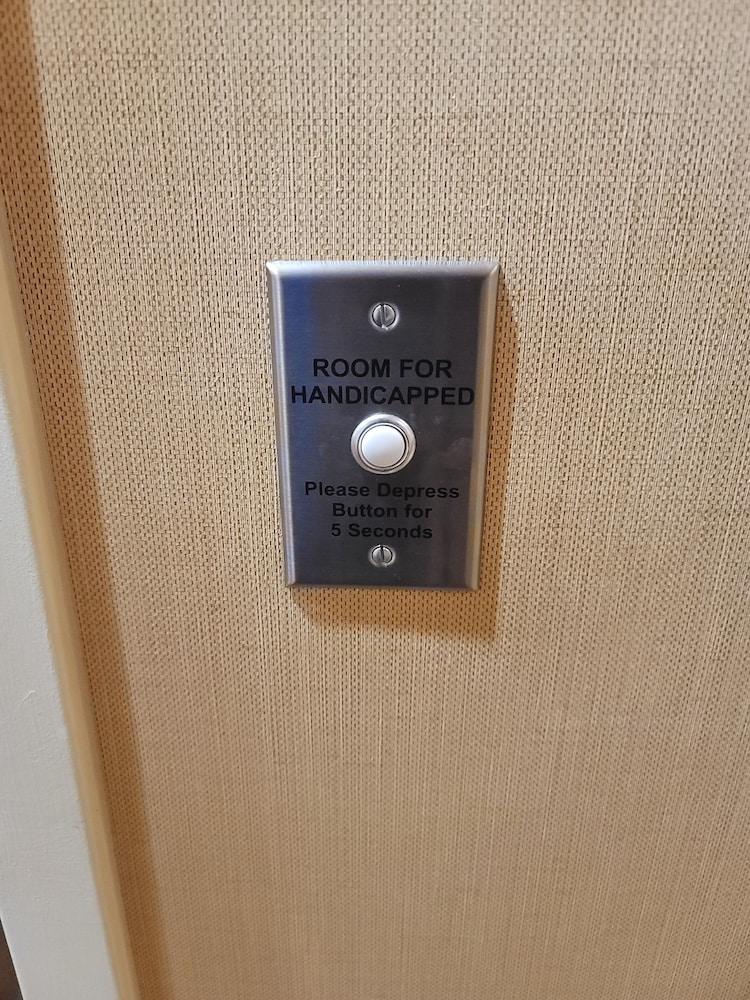 ROOM FOR
HANDICAPPED
Please Depress
Button for
5 Seconds